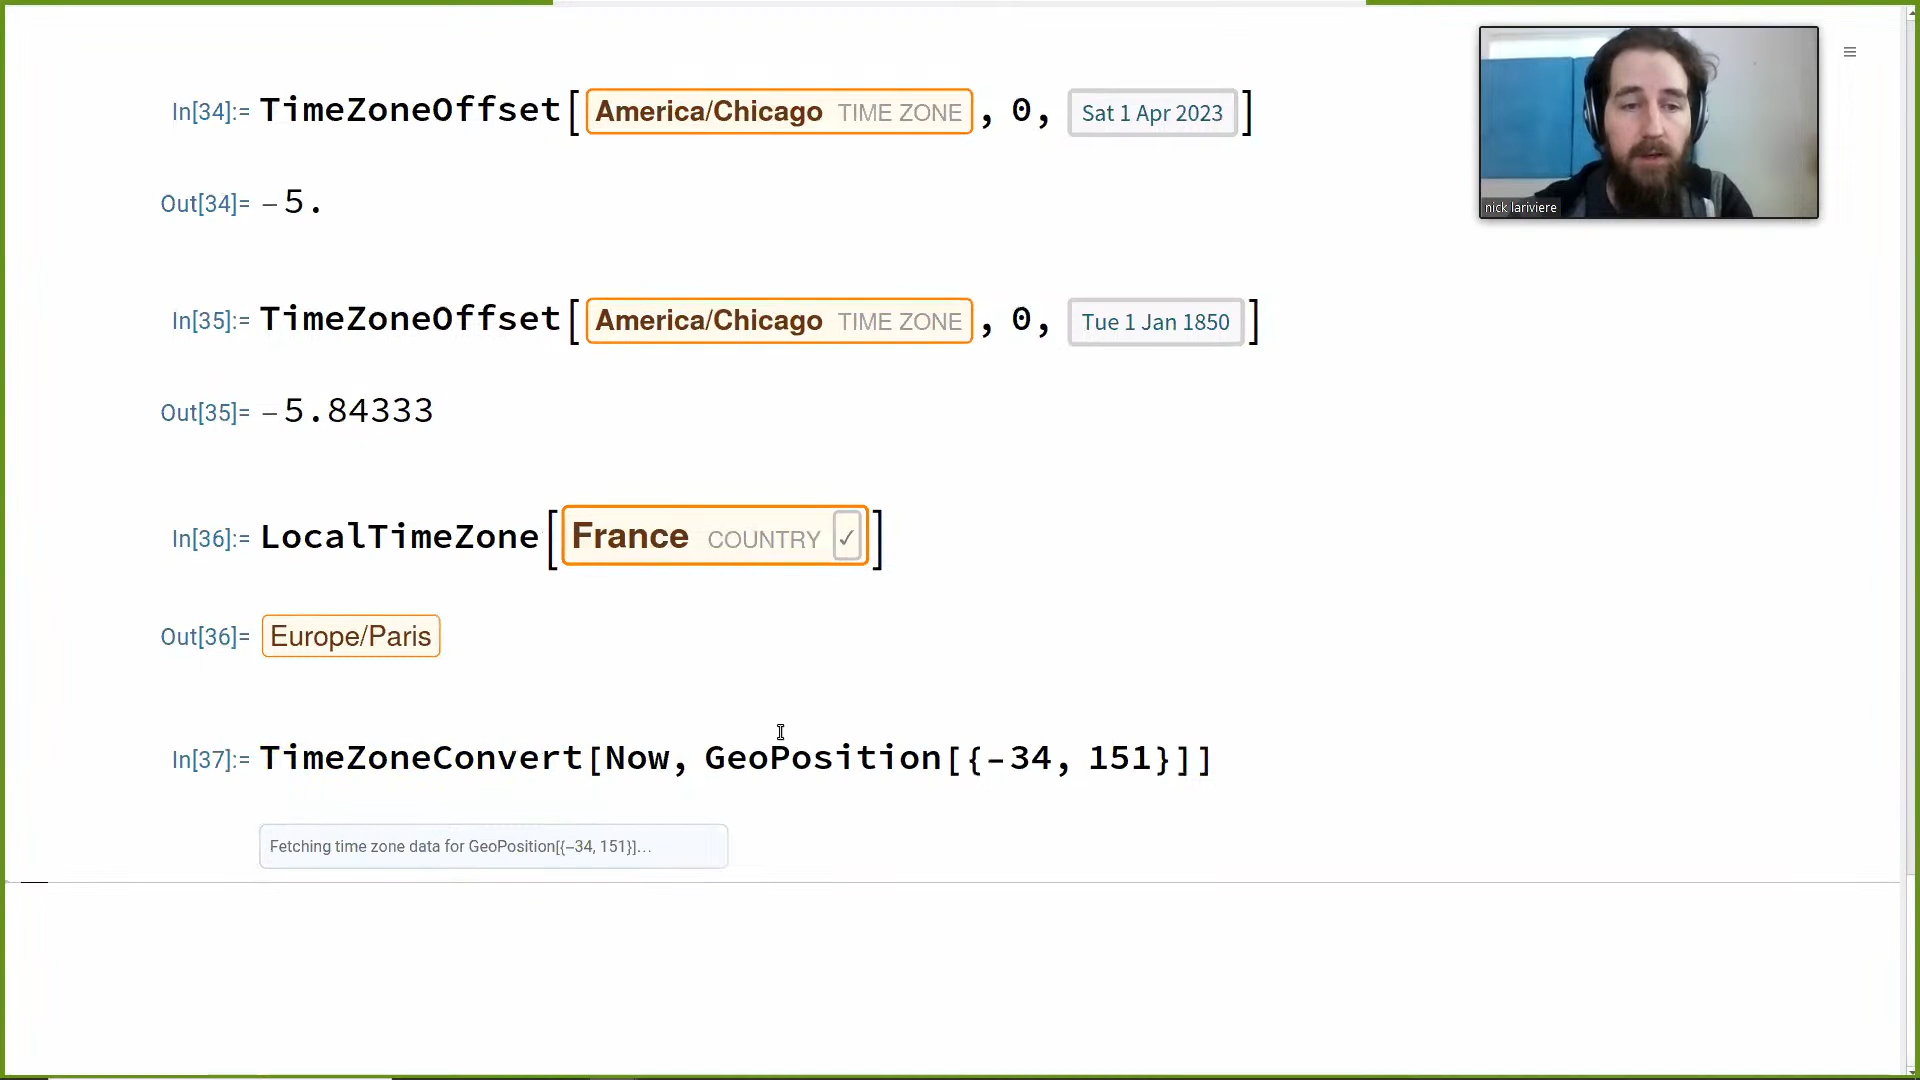 In[34]:= TimeZoneOffset[America/Chicago TIME ZONE, 0, Sat 1 Apr 2023]
nick lariviere
Out[34]= -5.
In[35]:= TimeZoneOffset[America/Chicago TIME ZONE, 0, Tue 1 Jan 1850]
Out[35]= -5.84333
In[36]:= LocalTimeZone[France COUNTRY ✓]
Out[36]= Europe/Paris
In[37]:= TimeZoneConvert[Now, GeoPosition[{-34, 151}]]
Fetching time zone data for GeoPosition[{-34, 151}]…